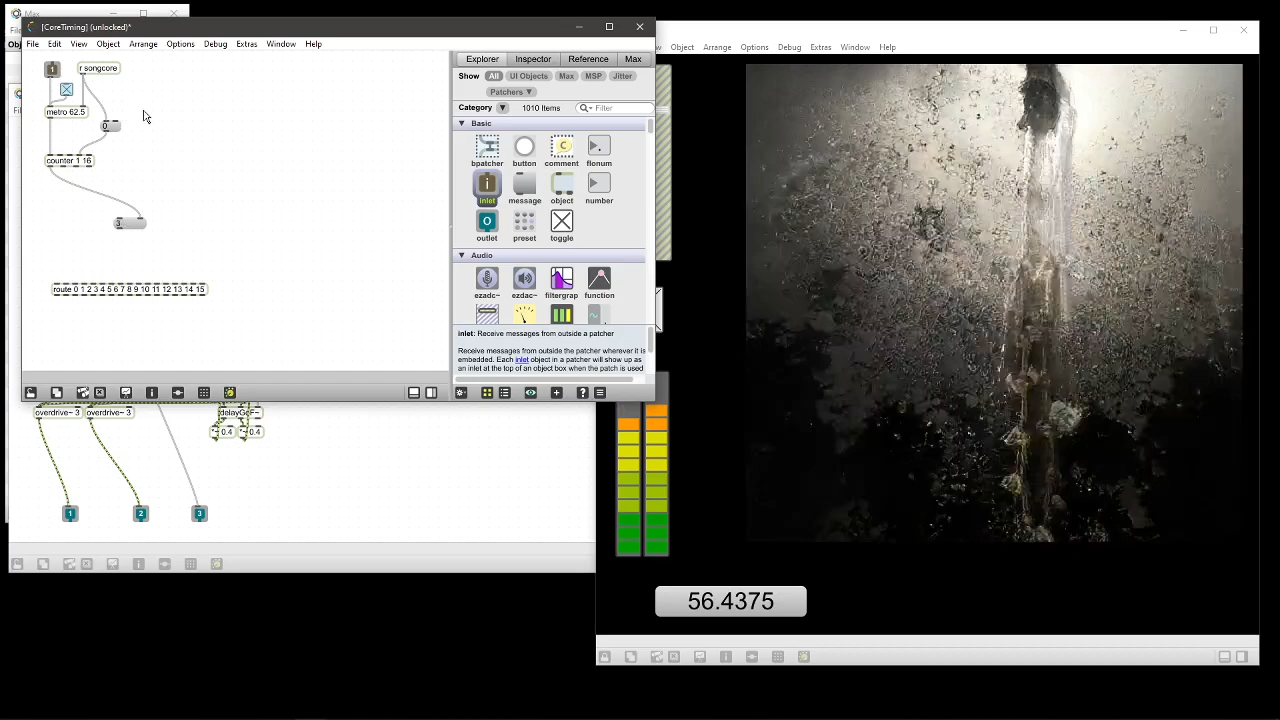 Max
[CoreTiming] (unlocked)*
File Edit View Object Arrange Options Debug Extras Window Help
r songcore
metro 62.5
0
counter 1 16
3
route 0 1 2 3 4 5 6 7 8 9 10 11 12 13 14 15
Explorer Inspector Reference Max
Show All UI Objects Max MSP Jitter
Patchers ▼
Category ▼ 1010 Items Filter
▼ Basic
bpatcher button comment flonum
inlet message object number
outlet preset toggle
▼ Audio
ezadc~ ezdac~ filtergrap function
inlet: Receive messages from outside a patcher
Receive messages from outside the patcher wherever it is
embedded. Each inlet object in a patcher will show up as
an inlet at the top of an object box when the patch is used
Object Arrange Options Debug Extras Window Help
overdrive~ 3 overdrive~ 3
*~ 0.4 *~ 0.4
1 2 3
56.4375